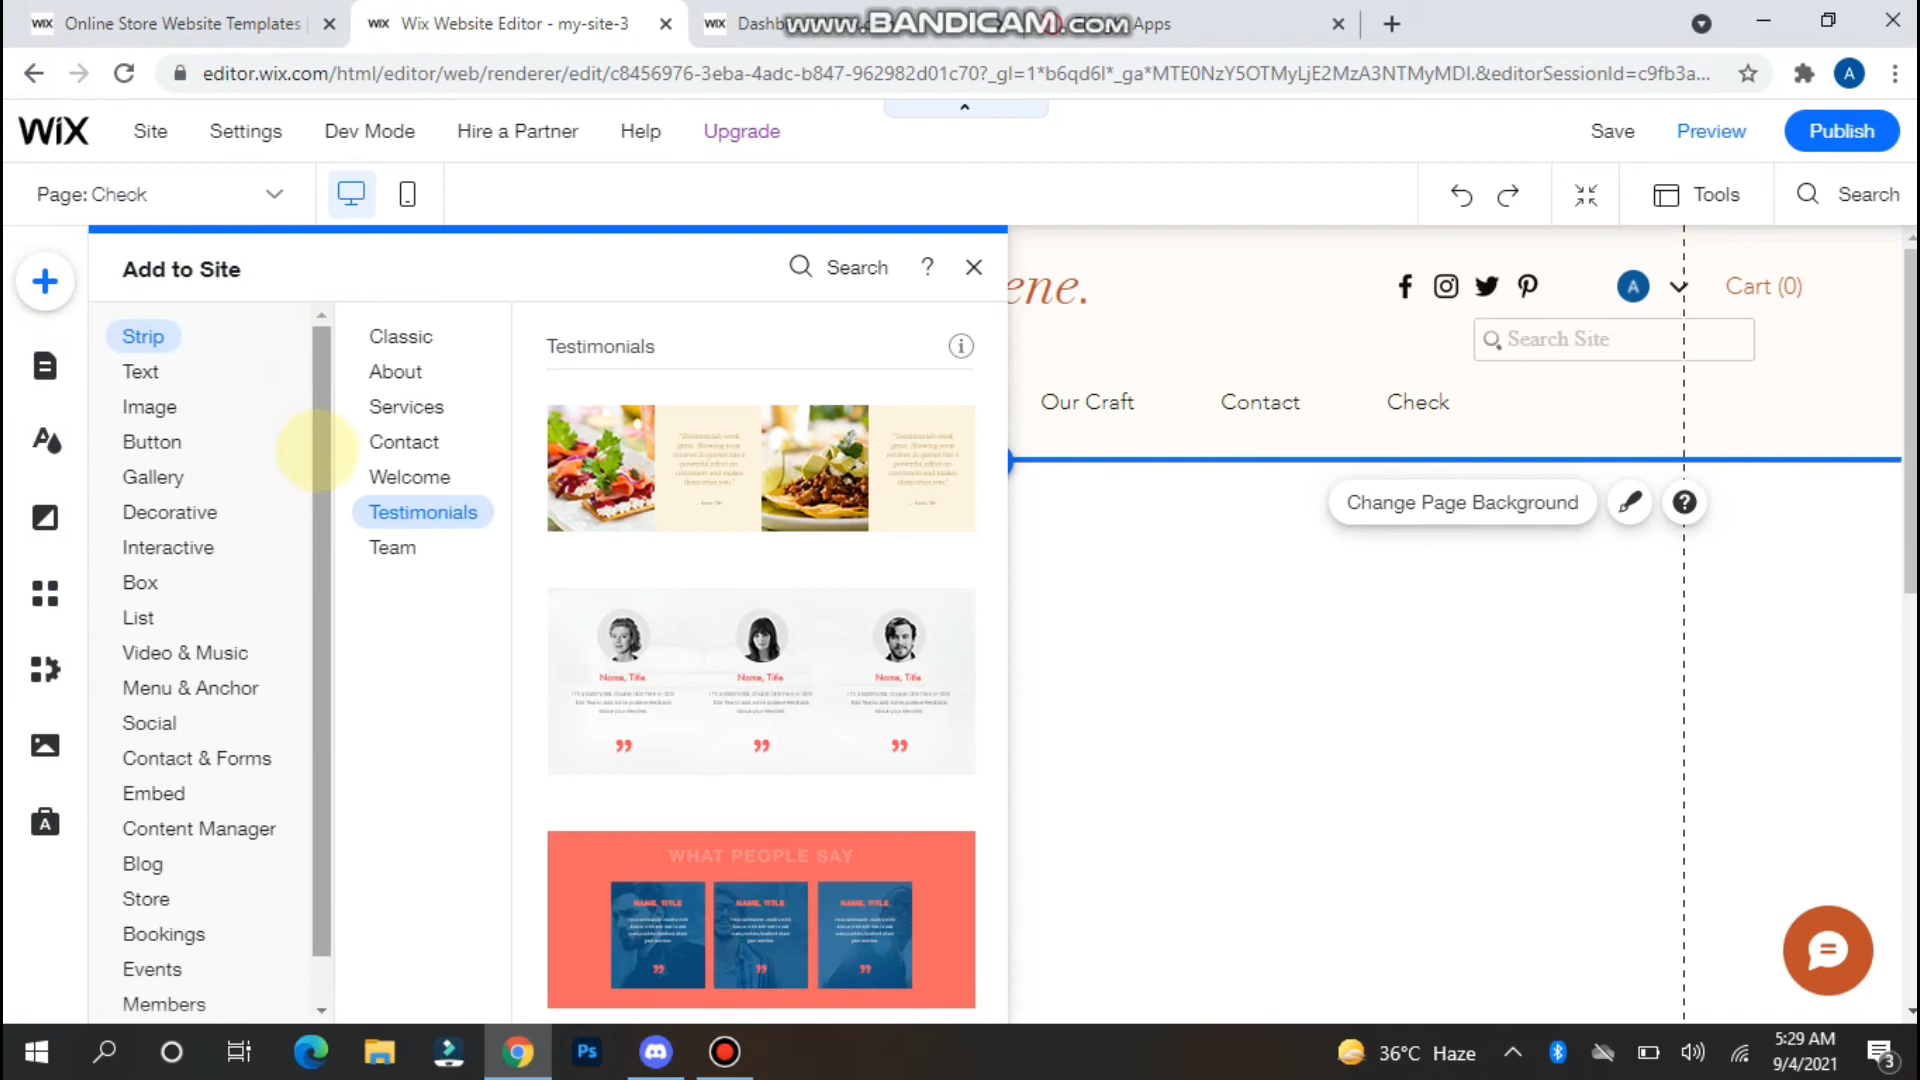 WIX Online Store Website Templates |
WIX Wix Website Editor - my-site-3
WIX Dashb
www.BANDICAM.com
Apps
editor.wix.com/html/editor/web/renderer/edit/c8456976-3eba-4adc-b847-962982d01c70?_gl=1*b6qd6l*_ga*MTE0NzY5OTMyLjE2MzA3NTMyMDI.&editorSessionId=c9fb3a...
A
WIX Site Settings Dev Mode Hire a Partner Help Upgrade Save Preview Publish
Page: Check Tools Search
Add to Site Search ?
ene.
A Cart (0)
Search Site
Our Craft Contact Check
Change Page Background ?
Strip
Text
Image
Button
Gallery
Decorative
Interactive
Box
List
Video & Music
Menu & Anchor
Social
Contact & Forms
Embed
Content Manager
Blog
Store
Bookings
Events
Members
Classic
About
Services
Contact
Welcome
Testimonials
Team
Testimonials
Name, Title Name, Title Name, Title
WHAT PEOPLE SAY
NAME, TITLE NAME, TITLE NAME, TITLE
A
Ps
36°C Haze
5:29 AM
9/4/2021
3